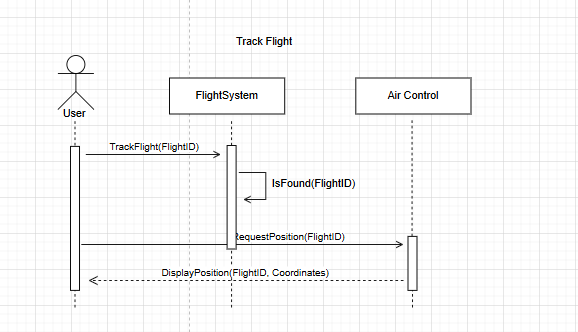 Track Flight
FlightSystem
Air Control
User
TrackFlight(FlightID)
IsFound(FlightID)
RequestPosition(FlightID)
DisplayPosition(FlightID, Coordinates)